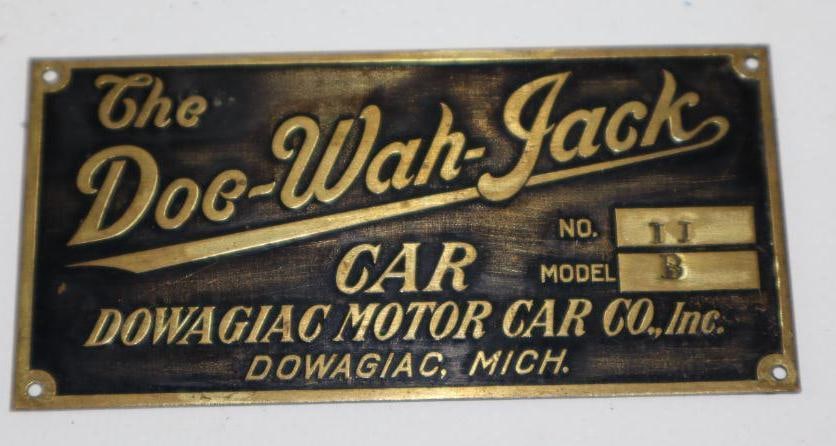 The
Doe-Wah-Jack
CAR
NO. 11
MODEL B
DOWAGIAC MOTOR CAR CO., Inc.
DOWAGIAC, MICH.